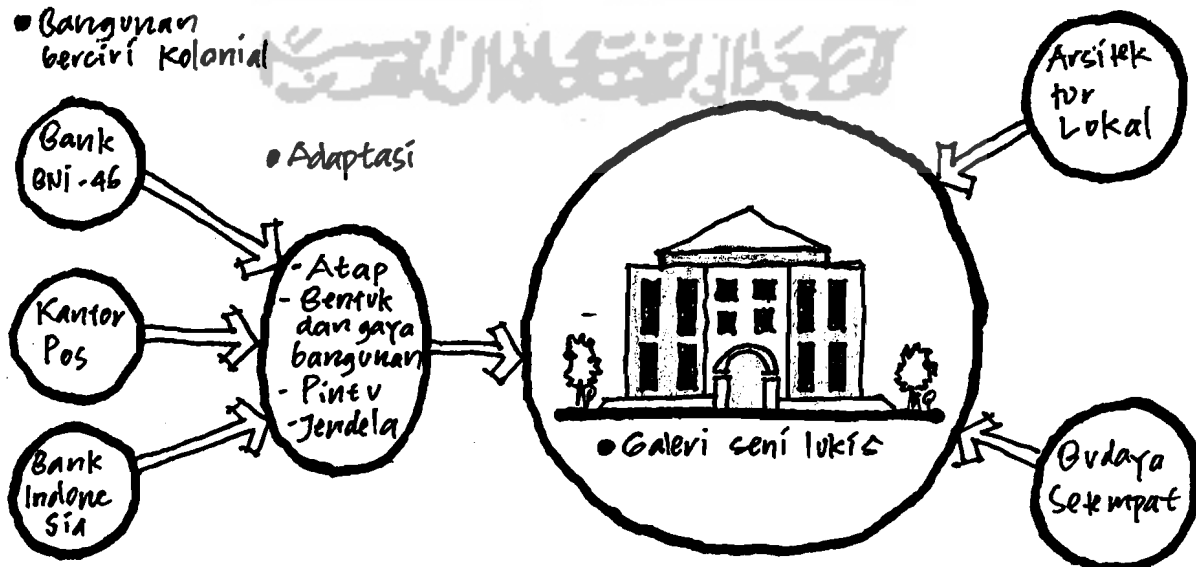 • Bangunan
berciri Kolonial
Bank
BNI-46
Kantor
Pos
Bank
Indone
sia
• Adaptasi
- Atap
- Bentuk
dan gaya
bangunan
- Pintu
- Jendela
• Galeri seni lukis
Arsitek
tur
Lokal
Budaya
Setempat